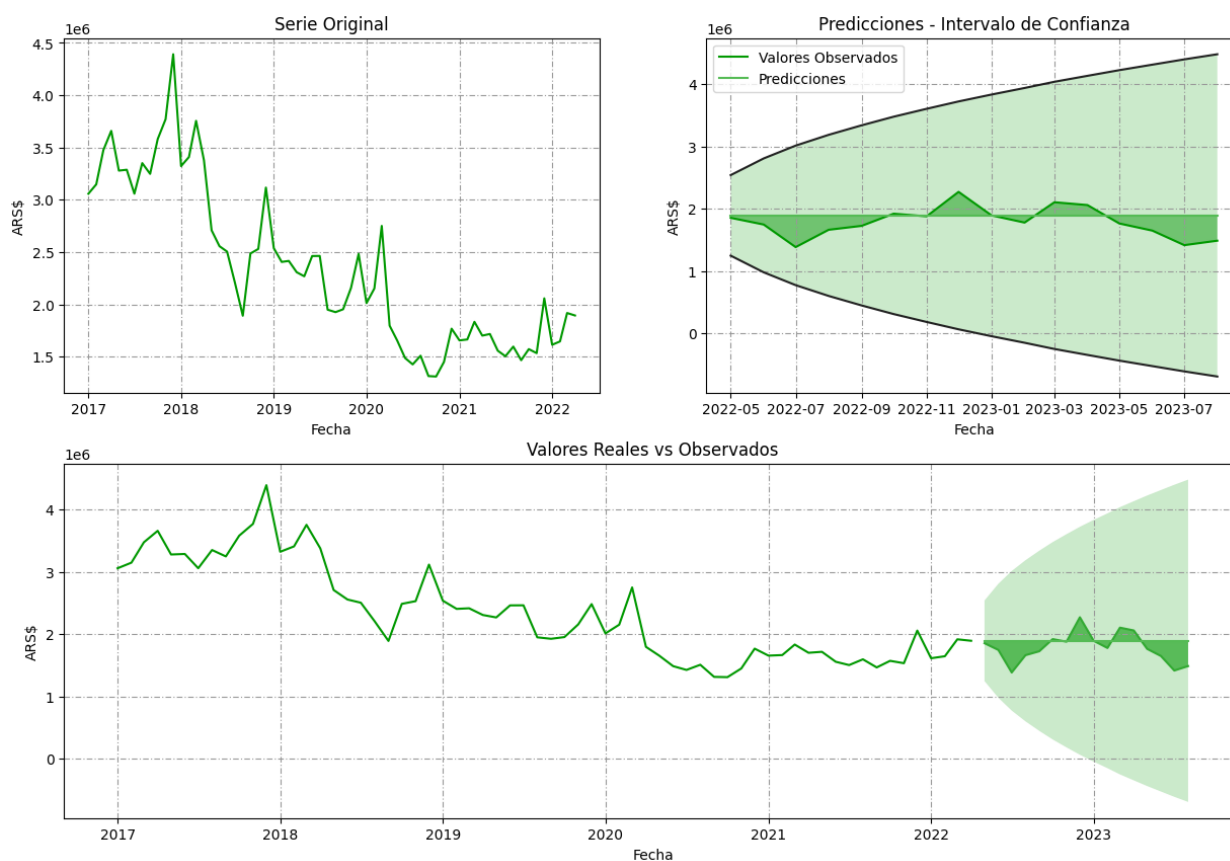 Serie Original
1e6
4.5
4.0
3.5
3.0
2.5
2.0
1.5
ARS$
2017 2018 2019 2020 2021 2022
Fecha
Predicciones - Intervalo de Confianza
1e6
Valores Observados
Predicciones
4
3
2
1
0
ARS$
2022-05 2022-07 2022-09 2022-11 2023-01 2023-03 2023-05 2023-07
Fecha
Valores Reales vs Observados
1e6
4
3
2
1
0
ARS$
2017 2018 2019 2020 2021 2022 2023
Fecha